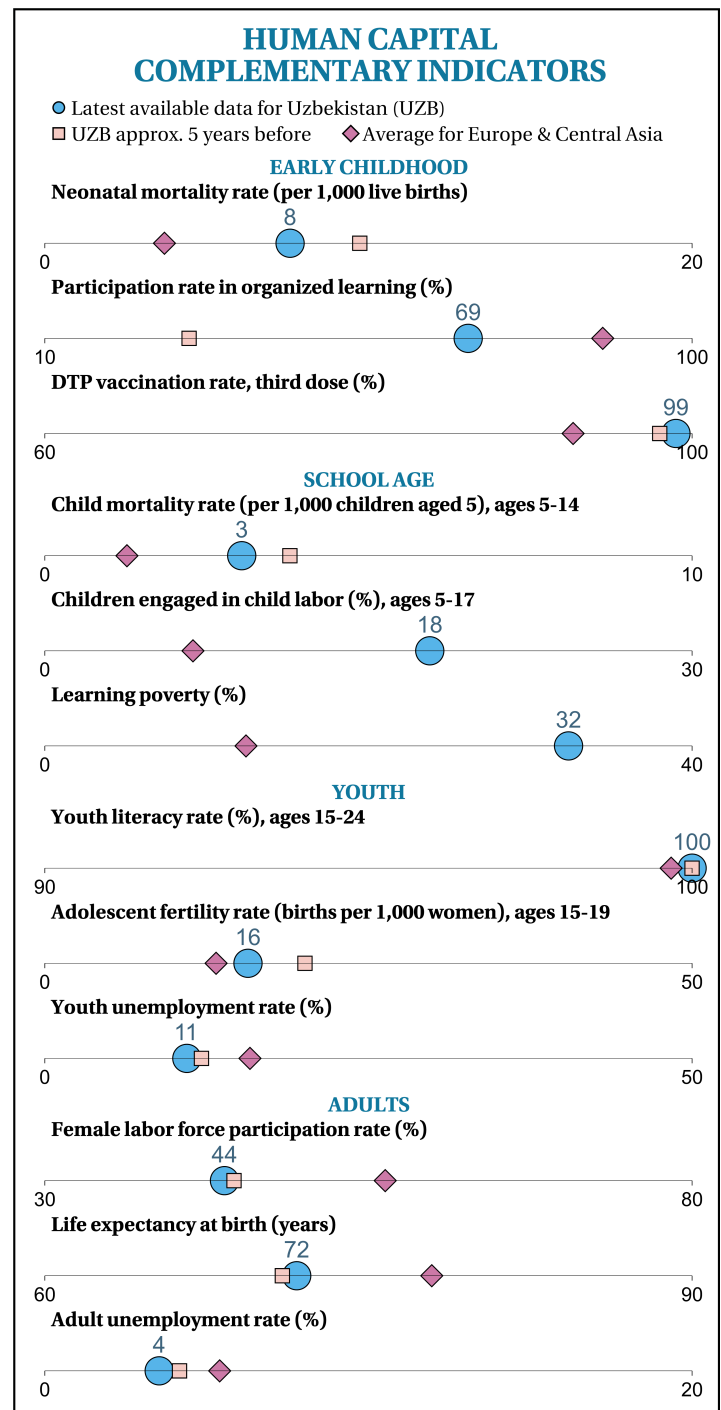 HUMAN CAPITAL
COMPLEMENTARY INDICATORS
Latest available data for Uzbekistan (UZB)
UZB approx. 5 years before Average for Europe & Central Asia
EARLY CHILDHOOD
Neonatal mortality rate (per 1,000 live births)
8
0 20
Participation rate in organized learning (%)
69
10 100
DTP vaccination rate, third dose (%)
99
60 100
SCHOOL AGE
Child mortality rate (per 1,000 children aged 5), ages 5-14
3
0 10
Children engaged in child labor (%), ages 5-17
18
0 30
Learning poverty (%)
32
0 40
YOUTH
Youth literacy rate (%), ages 15-24
100
90 100
Adolescent fertility rate (births per 1,000 women), ages 15-19
16
0 50
Youth unemployment rate (%)
11
0 50
ADULTS
Female labor force participation rate (%)
44
30 80
Life expectancy at birth (years)
72
60 90
Adult unemployment rate (%)
4
0 20